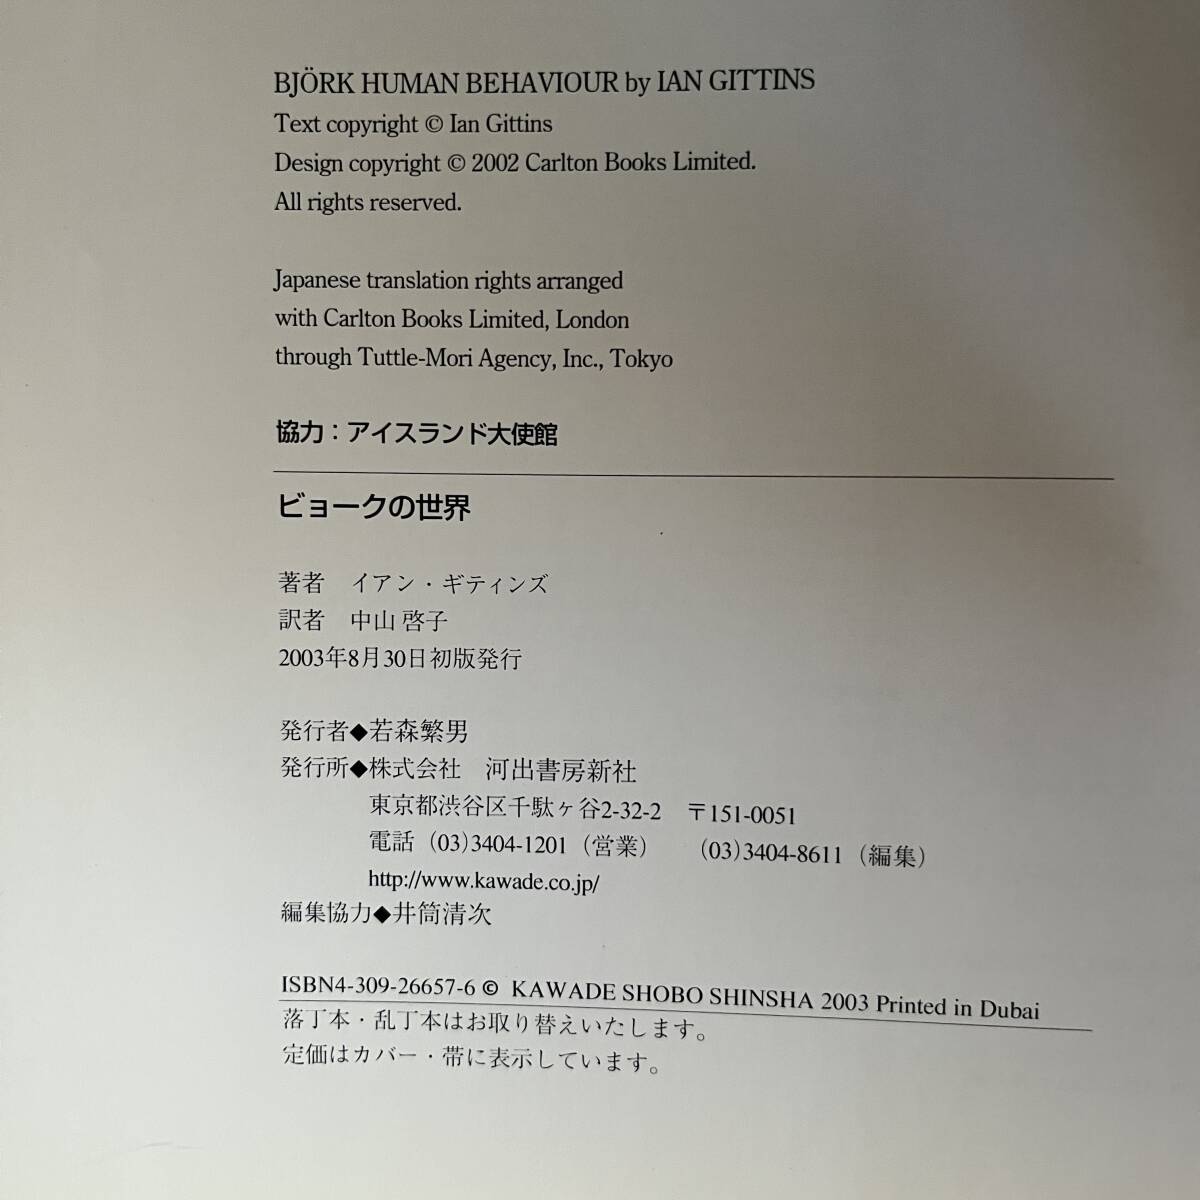 BJÖRK HUMAN BEHAVIOUR by IAN GITTINS
Text copyright © Ian Gittins
Design copyright © 2002 Carlton Books Limited.
All rights reserved.
Japanese translation rights arranged
with Carlton Books Limited, London
through Tuttle-Mori Agency, Inc., Tokyo
協力：アイスランド大使館
ビョークの世界
著者　イアン・ギティンズ
訳者　中山 啓子
2003年8月30日初版発行
発行者◆若森繁男
発行所◆株式会社　河出書房新社
東京都渋谷区千駄ヶ谷2-32-2　〒151-0051
電話（03)3404-1201（営業）　（03)3404-8611（編集）
http://www.kawade.co.jp/
編集協力◆井筒清次
ISBN4-309-26657-6 © KAWADE SHOBO SHINSHA 2003 Printed in Dubai
落丁本・乱丁本はお取り替えいたします。
定価はカバー・帯に表示しています。